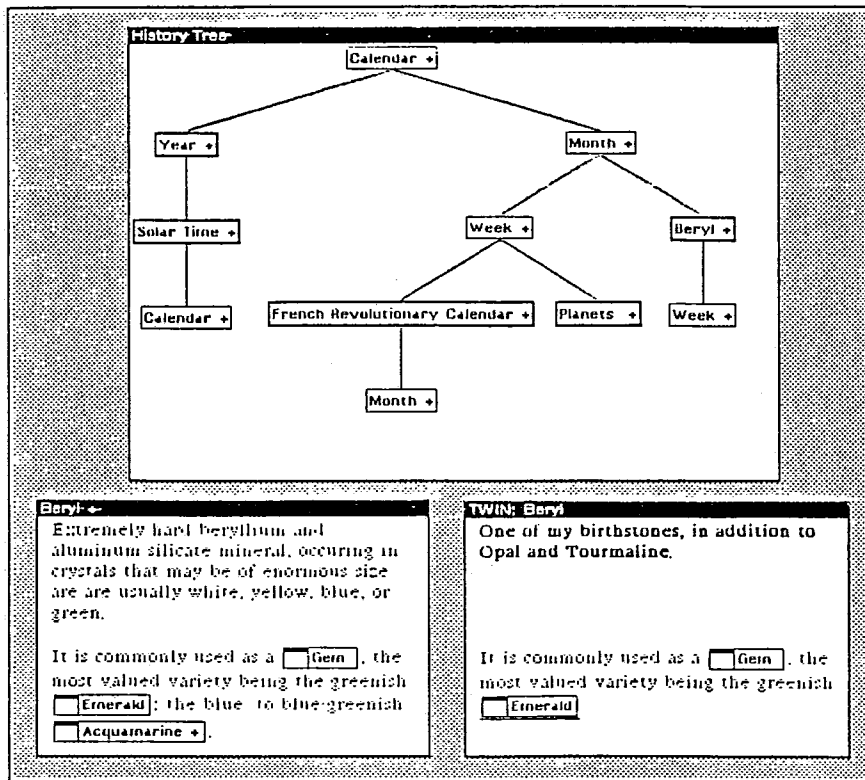 History Tree
Calendar +
Year +
Month +
Solar Time +
Week +
Beryl +
Calendar +
French Revolutionary Calendar +
Planets +
Week +
Month +
Beryl +
Extremely hard beryllium and
aluminum silicate mineral, occuring in
crystals that may be of enormous size
are are usually white, yellow, blue, or
green.
It is commonly used as a Gem , the
most valued variety being the greenish
Emerald ; the blue to blue-greenish
Acquamarine + .
TWIN: Beryl
One of my birthstones, in addition to
Opal and Tourmaline.
It is commonly used as a Gem , the
most valued variety being the greenish
Emerald